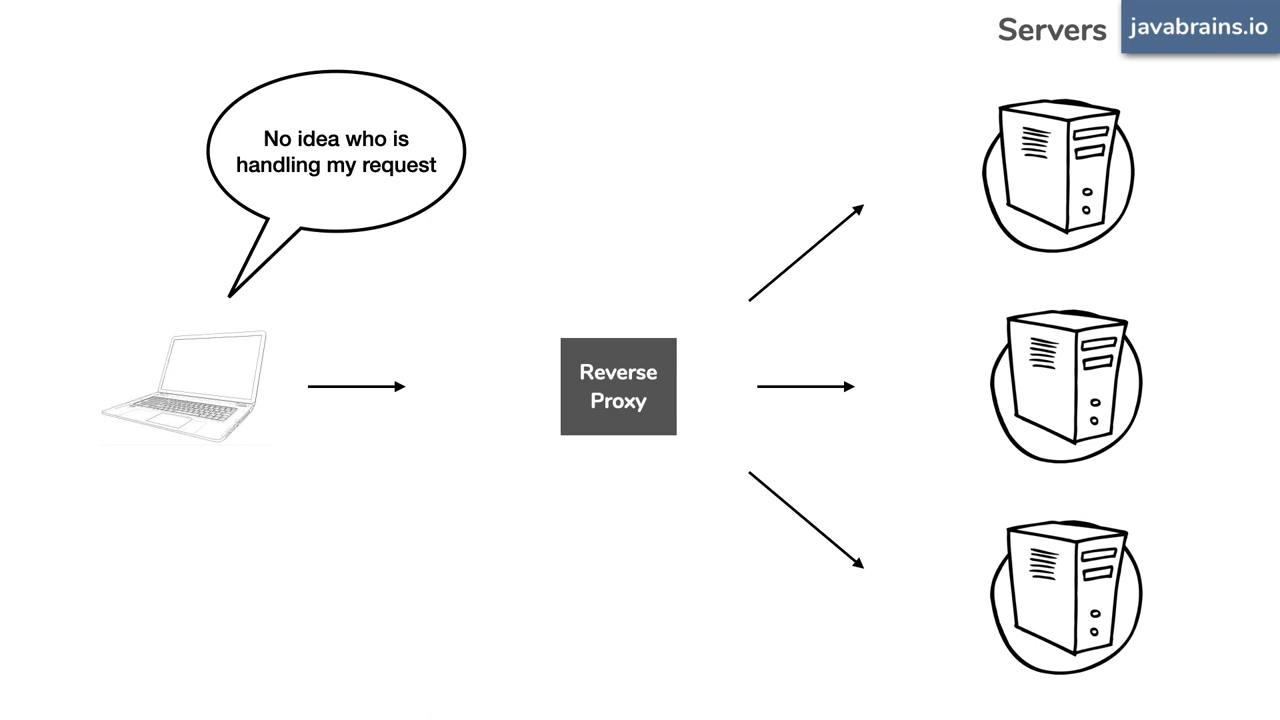 Servers
javabrains.io
No idea who is
handling my request
Reverse
Proxy